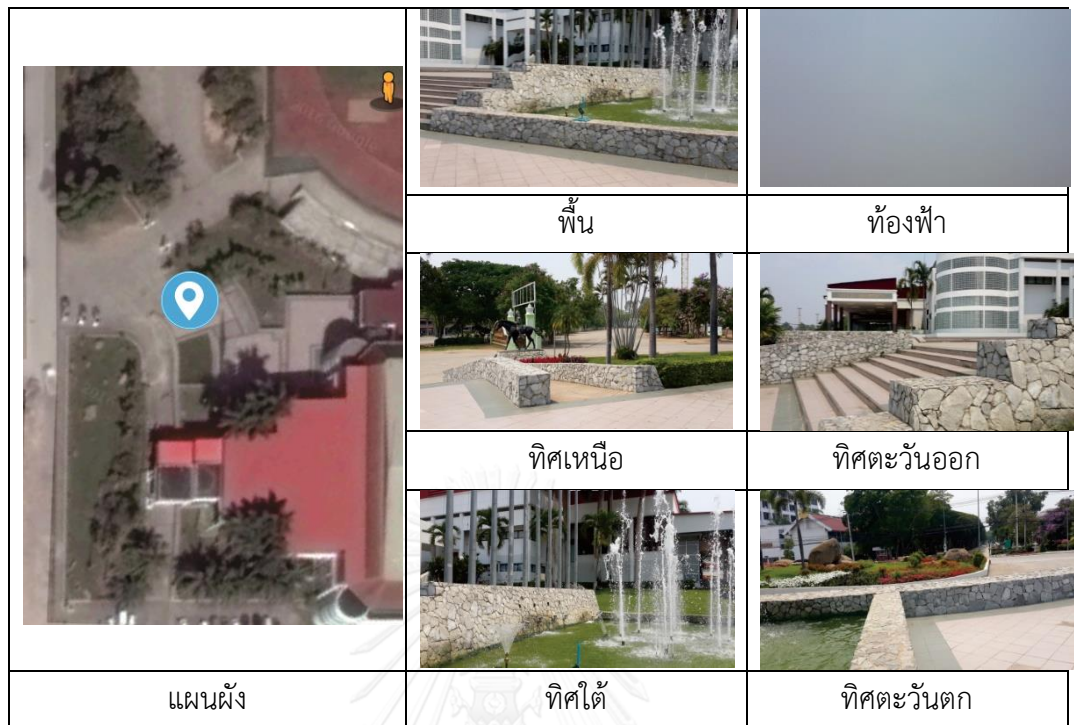 พื้น
ท้องฟ้า
ทิศเหนือ
ทิศตะวันออก
แผนผัง
ทิศใต้
ทิศตะวันตก